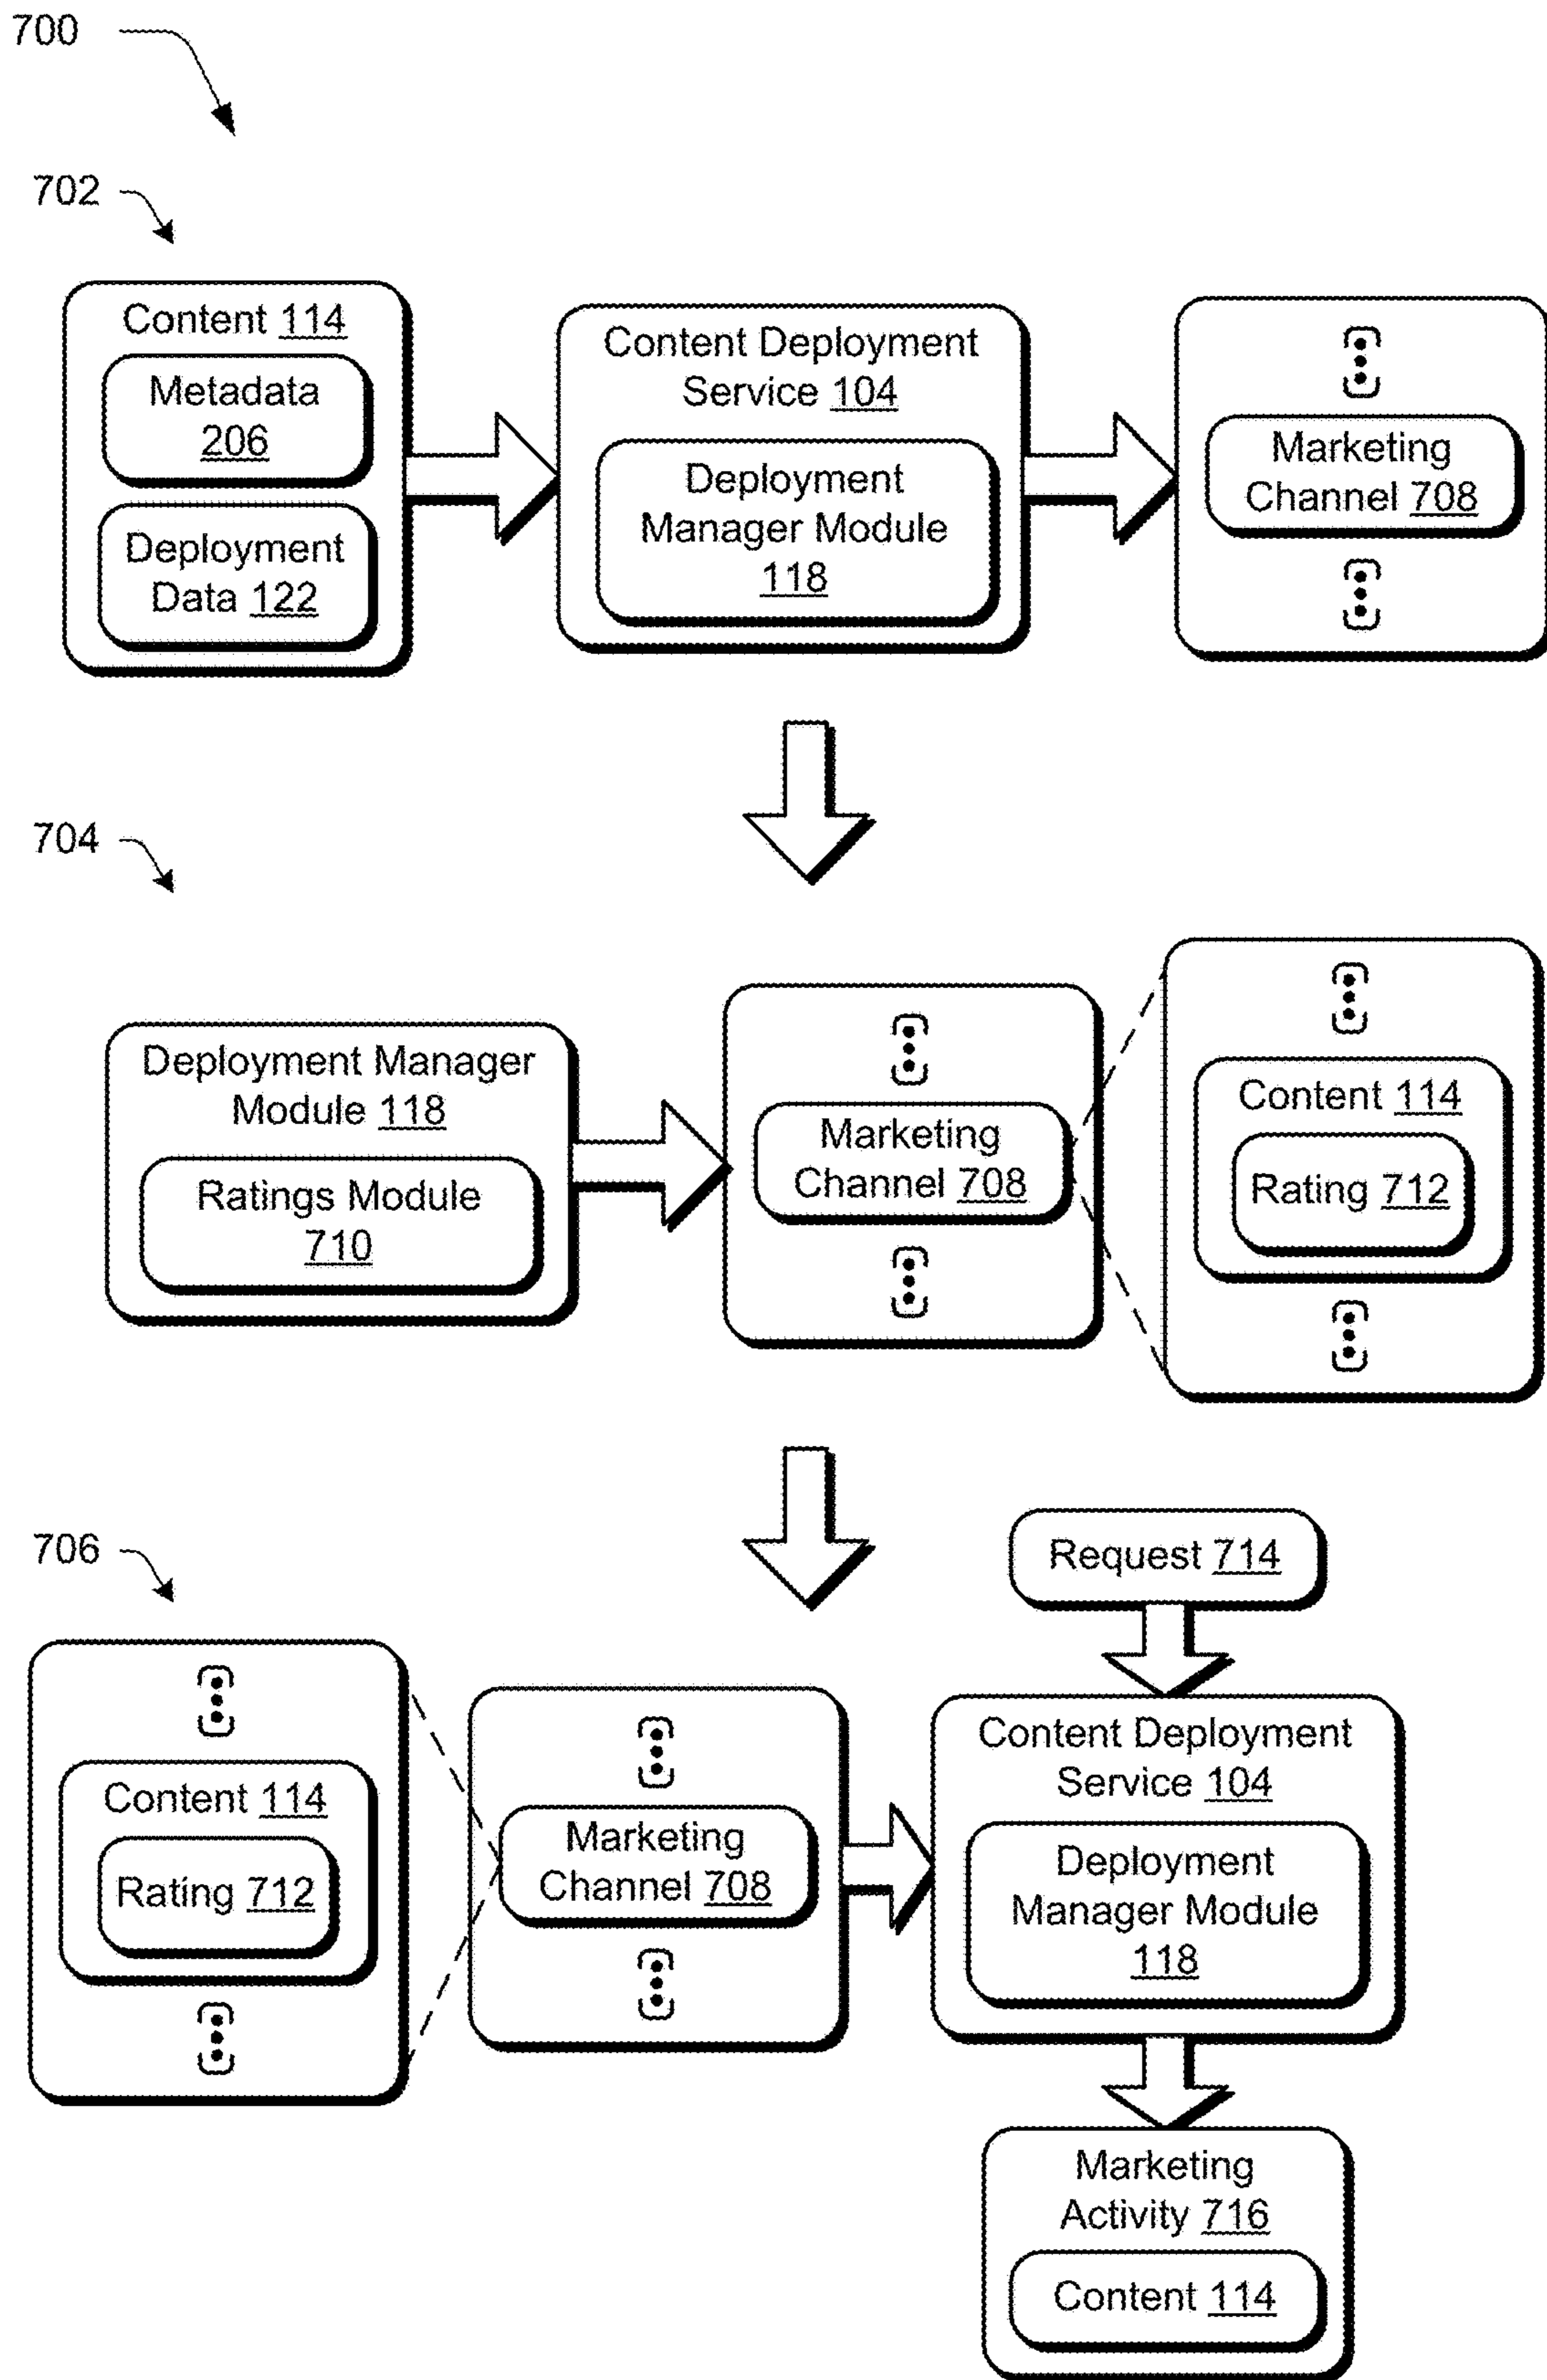 700
702
Content 114
Metadata
206
Deployment
Data 122
Content Deployment
Service 104
Deployment
Manager Module
118
Marketing
Channel 708
704
Deployment Manager
Module 118
Ratings Module
710
Marketing
Channel 708
Content 114
Rating 712
706
Request 714
Content 114
Rating 712
Marketing
Channel 708
Content Deployment
Service 104
Deployment
Manager Module
118
Marketing
Activity 716
Content 114